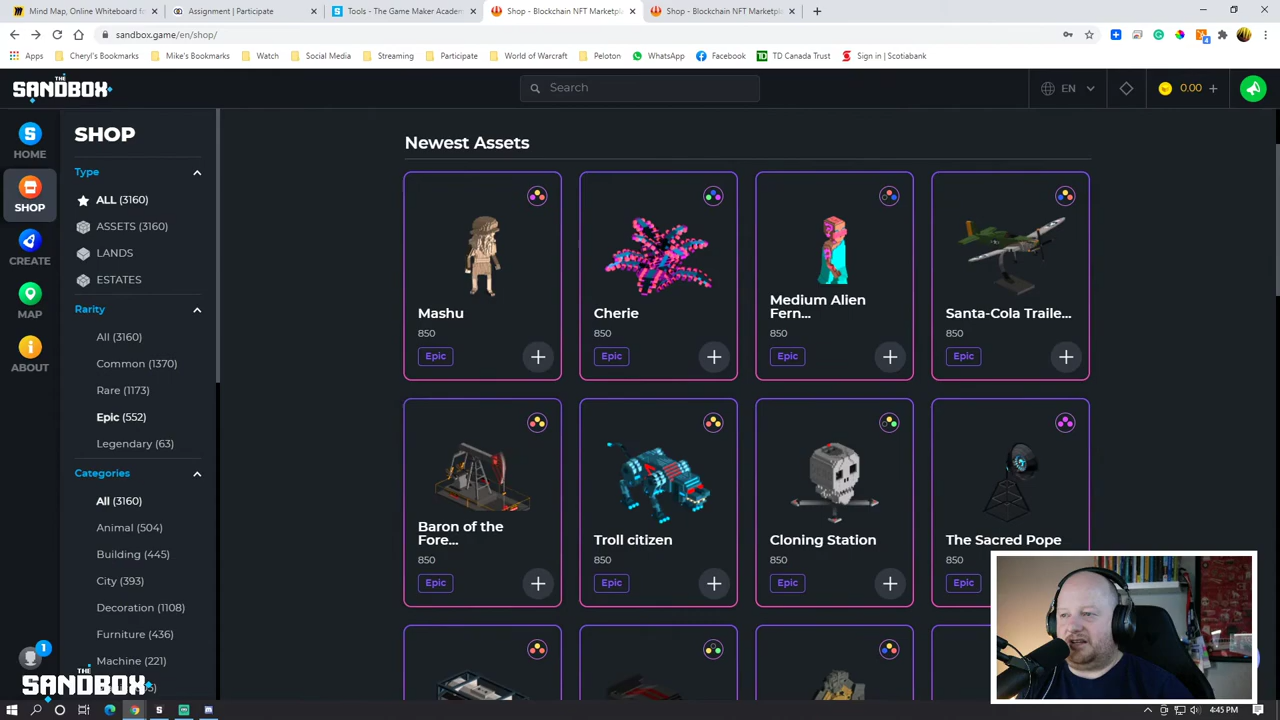 Mind Map, Online Whiteboard for
Assignment | Participate
Tools - The Game Maker Academ
Shop - Blockchain NFT Marketpla
Shop - Blockchain NFT Marketpl
sandbox.game/en/shop/
Apps
Cheryl's Bookmarks
Mike's Bookmarks
Watch
Social Media
Streaming
Participate
World of Warcraft
Peloton
WhatsApp
Facebook
TD Canada Trust
Sign in | Scotiabank
THE
SANDBOX
Search
EN
0.00
HOME
SHOP
CREATE
MAP
ABOUT
1
SHOP
Type
ALL (3160)
ASSETS (3160)
LANDS
ESTATES
Rarity
All (3160)
Common (1370)
Rare (1173)
Epic (552)
Legendary (63)
Categories
All (3160)
Animal (504)
Building (445)
City (393)
Decoration (1108)
Furniture (436)
Machine (221)
THE
SANDBOX
Newest Assets
Mashu
850
Epic
Cherie
850
Epic
Medium Alien
Fern...
850
Epic
Santa-Cola Traile...
850
Epic
Baron of the
Fore...
850
Epic
Troll citizen
850
Epic
Cloning Station
850
Epic
The Sacred Pope
850
Epic
4:45 PM